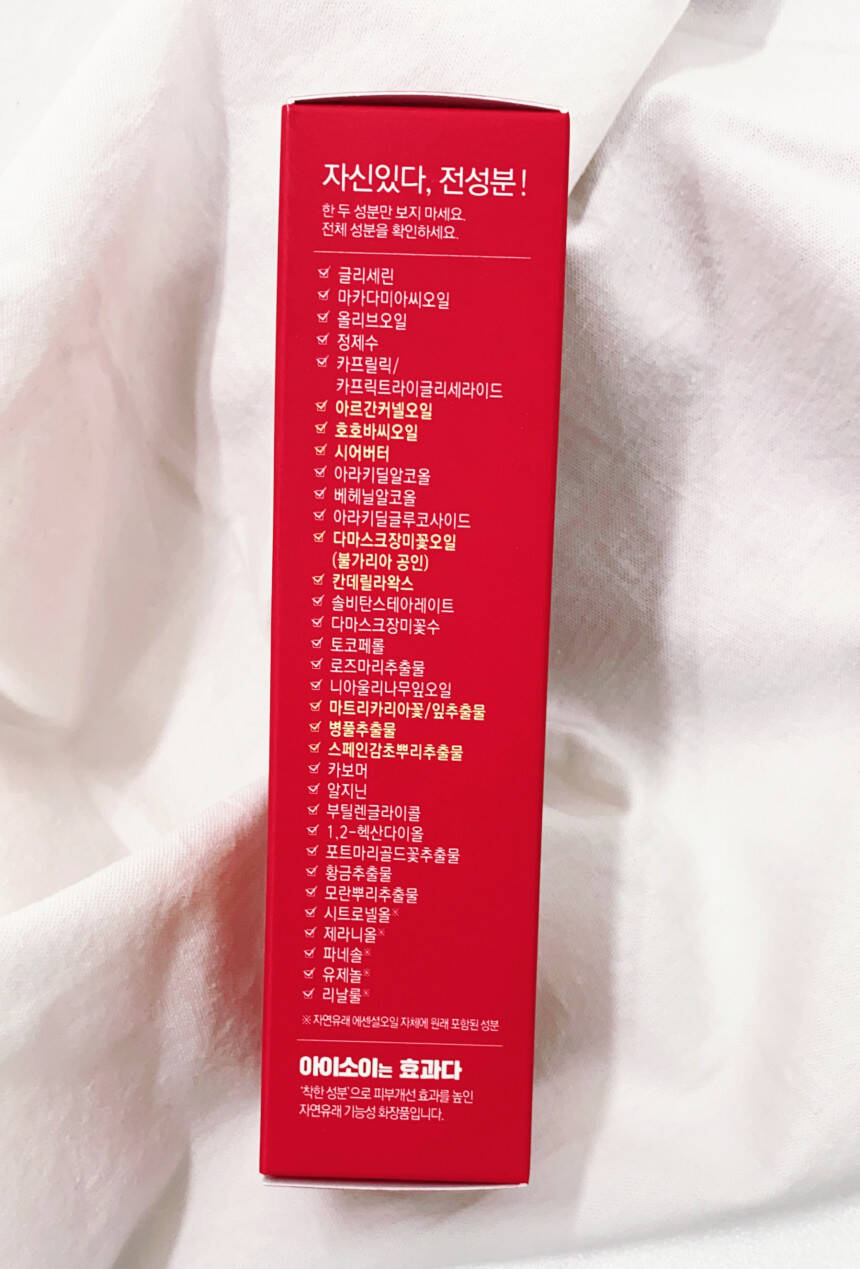 자신있다, 전성분!
한 두 성분만 보지 마세요.
전체 성분을 확인하세요.
글리세린
마카다미아씨오일
올리브오일
정제수
카프릴릭/
카프릭트라이글리세라이드
아르간커넬오일
호호바씨오일
시어버터
아라키딜알코올
베헤닐알코올
아라키딜글루코사이드
다마스크장미꽃오일
(불가리아 공인)
칸데릴라왁스
솔비탄스테아레이트
다마스크장미꽃수
토코페롤
로즈마리추출물
니아울리나무잎오일
마트리카리아꽃/잎추출물
병풀추출물
스페인감초뿌리추출물
카보머
알지닌
부틸렌글라이콜
1,2-헥산다이올
포트마리골드꽃추출물
황금추출물
모란뿌리추출물
시트로넬올※
제라니올※
파네솔※
유제놀※
리날룰※
※ 자연유래 에센셜오일 자체에 원래 포함된 성분
아이소이는 효과다
'착한 성분'으로 피부개선 효과를 높인
자연유래 기능성 화장품입니다.